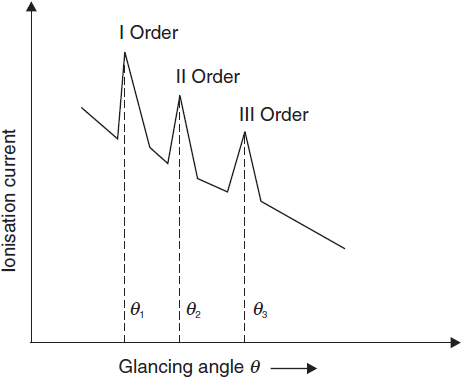 I Order
II Order
III Order
Ionisation current
θ₁
θ₂
θ₃
Glancing angle θ